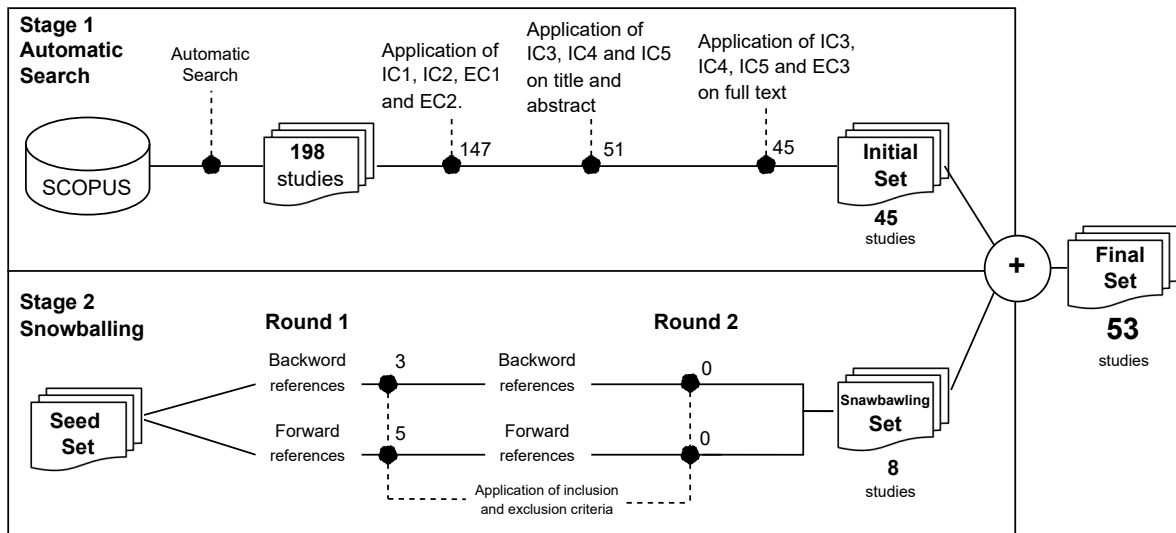 Stage 1
Automatic
Search
Automatic
Search
Application of
IC1, IC2, EC1
and EC2.
Application of
IC3, IC4 and IC5
on title and
abstract
Application of IC3,
IC4, IC5 and EC3
on full text
SCOPUS
198
studies
147
51
45
Initial
Set
45
studies
+
Final
Set
53
studies
Stage 2
Snowballing
Round 1
Round 2
Seed
Set
Backword
references
3
Backword
references
0
Forward
references
5
Forward
references
0
Application of inclusion
and exclusion criteria
Snawbawling
Set
8
studies